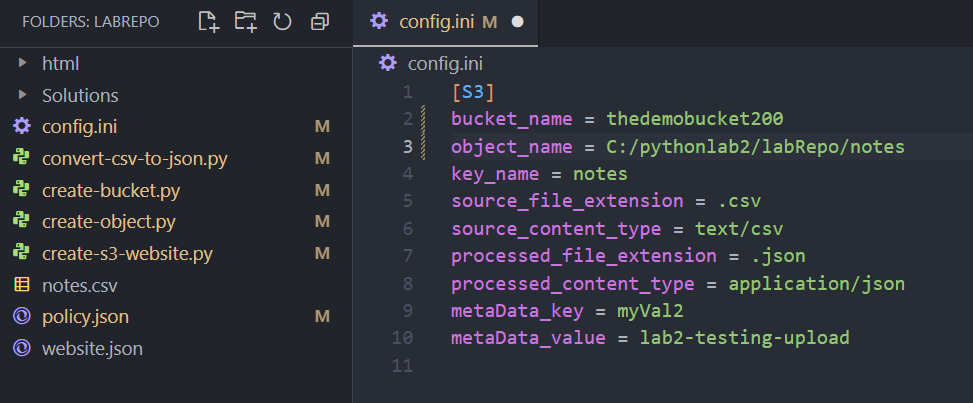 FOLDERS: LABREPO
html
Solutions
config.ini M
convert-csv-to-json.py M
create-bucket.py M
create-object.py M
create-s3-website.py M
notes.csv
policy.json M
website.json
config.ini M
config.ini
1 [S3]
2 bucket_name = thedemobucket200
3 object_name = C:/pythonlab2/labRepo/notes
4 key_name = notes
5 source_file_extension = .csv
6 source_content_type = text/csv
7 processed_file_extension = .json
8 processed_content_type = application/json
9 metaData_key = myVal2
10 metaData_value = lab2-testing-upload
11